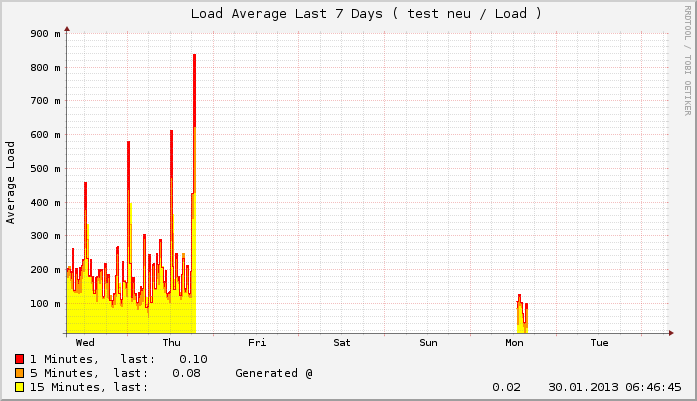 Load Average Last 7 Days ( test neu / Load )
RRDTOOL / TOBI OETIKER
Average Load
900 m
800 m
700 m
600 m
500 m
400 m
300 m
200 m
100 m
Wed Thu Fri Sat Sun Mon Tue
1 Minutes, last: 0.10
5 Minutes, last: 0.08 Generated @
15 Minutes, last: 0.02 30.01.2013 06:46:45